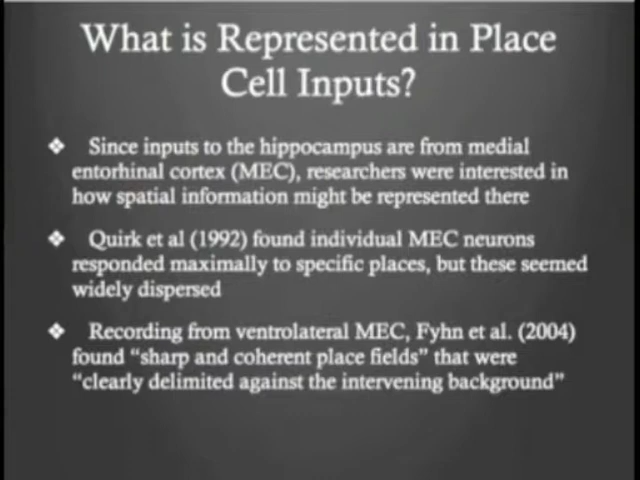 What is Represented in Place
Cell Inputs?
❖ Since inputs to the hippocampus are from medial
entorhinal cortex (MEC), researchers were interested in
how spatial information might be represented there
❖ Quirk et al (1992) found individual MEC neurons
responded maximally to specific places, but these seemed
widely dispersed
❖ Recording from ventrolateral MEC, Fyhn et al. (2004)
found “sharp and coherent place fields” that were
“clearly delimited against the intervening background”